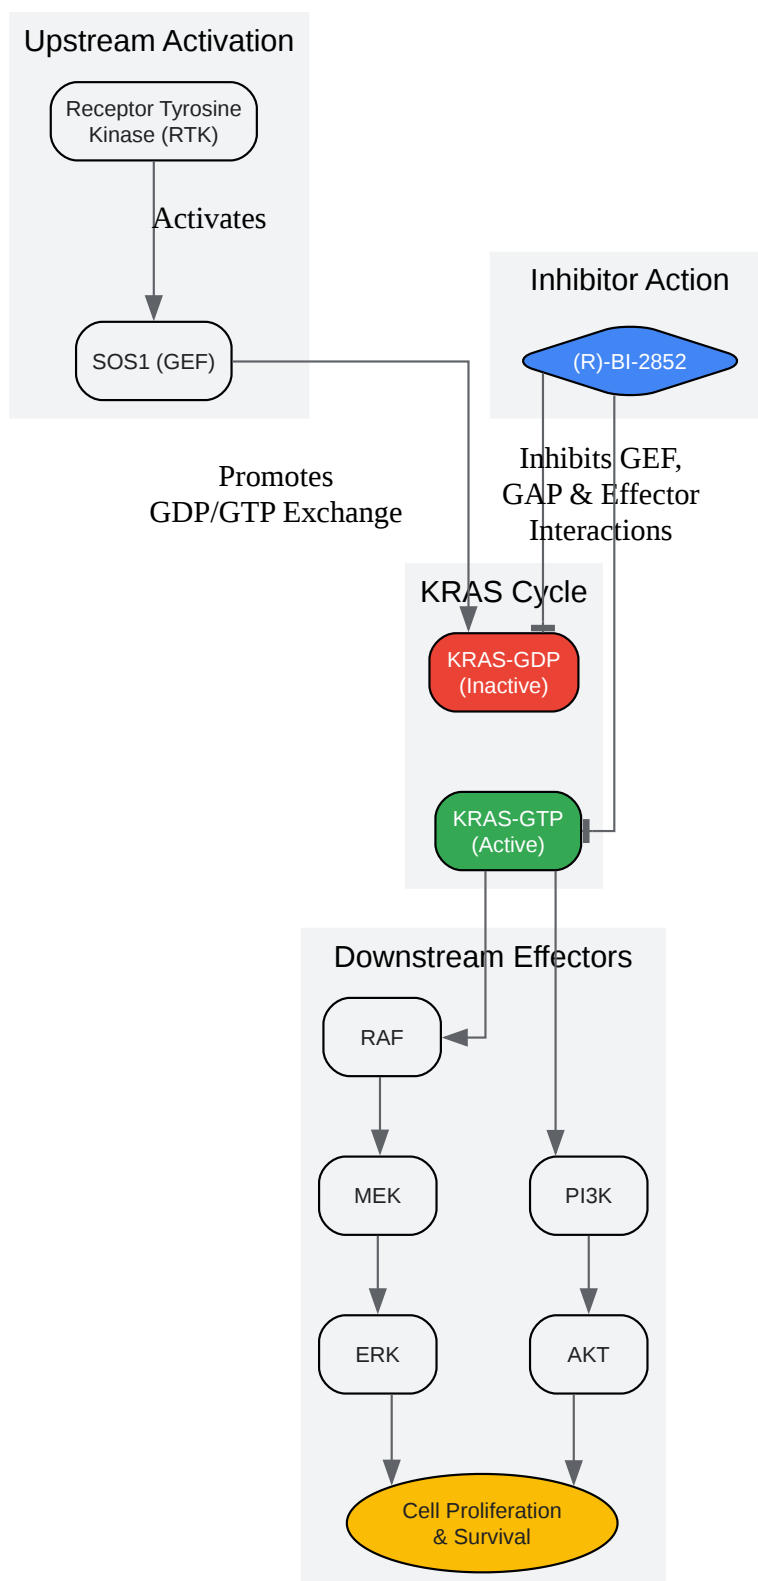 Upstream Activation
Receptor Tyrosine
Kinase (RTK)
Activates
SOS1 (GEF)
Inhibitor Action
(R)-BI-2852
Promotes
GDP/GTP Exchange
Inhibits GEF,
GAP & Effector
Interactions
KRAS Cycle
KRAS-GDP
(Inactive)
KRAS-GTP
(Active)
Downstream Effectors
RAF
MEK
PI3K
ERK
AKT
Cell Proliferation
& Survival